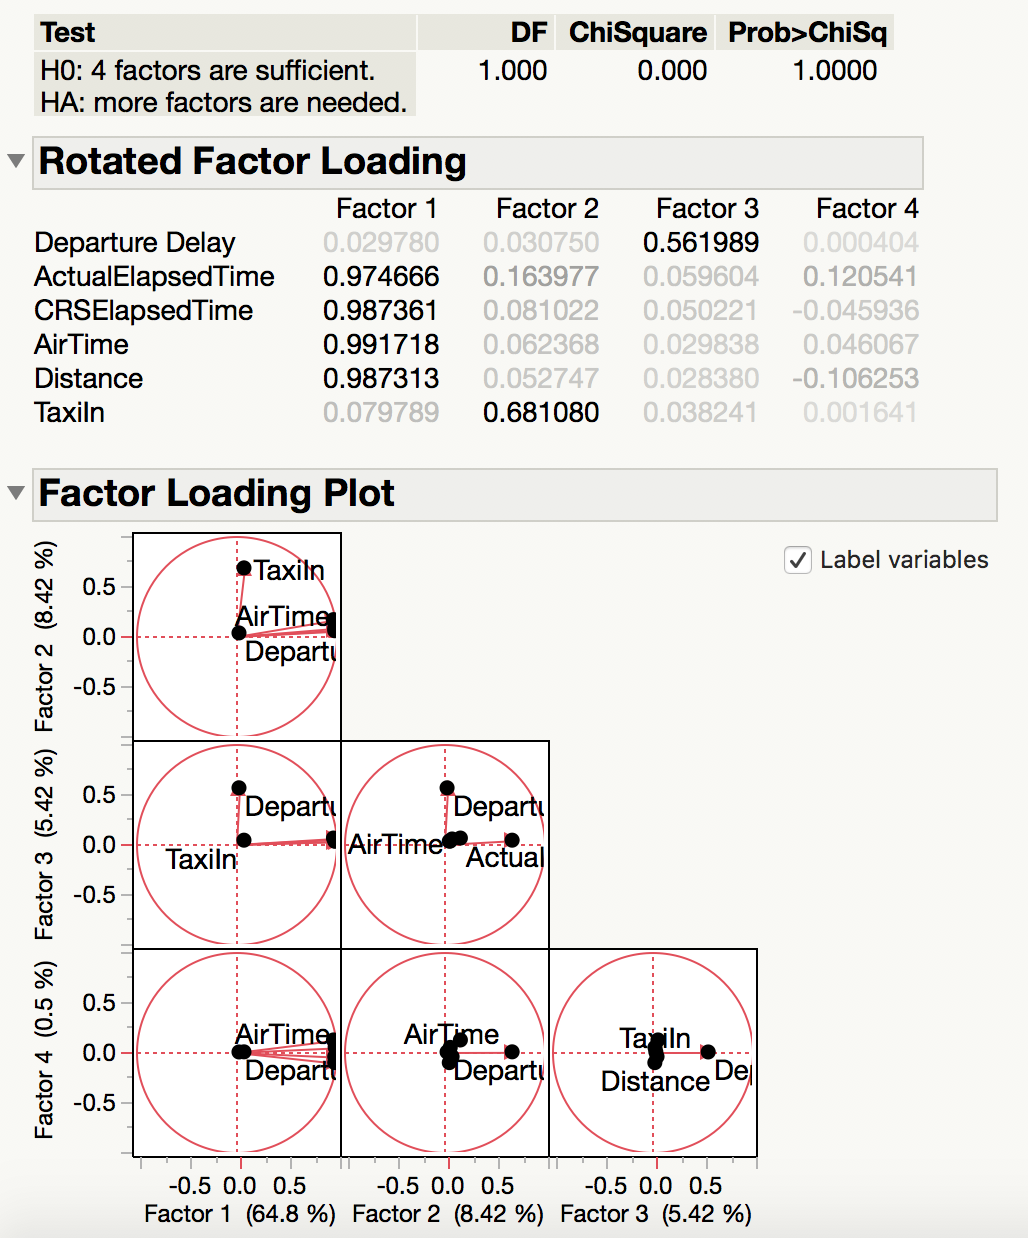 Test DF ChiSquare Prob>ChiSq
H0: 4 factors are sufficient. 1.000 0.000 1.0000
HA: more factors are needed.
Rotated Factor Loading
Factor 1 Factor 2 Factor 3 Factor 4
Departure Delay 0.029780 0.030750 0.561989 0.000404
ActualElapsedTime 0.974666 0.163977 0.059604 0.120541
CRSElapsedTime 0.987361 0.081022 0.050221 -0.045936
AirTime 0.991718 0.062368 0.029838 0.046067
Distance 0.987313 0.052747 0.028380 -0.106253
TaxiIn 0.079789 0.681080 0.038241 0.001641
Factor Loading Plot
Label variables
Factor 2 (8.42 %)
0.5
0.0
-0.5
TaxiIn
AirTime
Departu
Factor 3 (5.42 %)
0.5
0.0
-0.5
Departu
TaxiIn
Departu
AirTime
Actual
Factor 4 (0.5 %)
0.5
0.0
-0.5
AirTime
Departu
AirTime
Departu
TaxiIn
Distance
Dep
-0.5 0.0 0.5 -0.5 0.0 0.5 -0.5 0.0 0.5
Factor 1 (64.8 %) Factor 2 (8.42 %) Factor 3 (5.42 %)